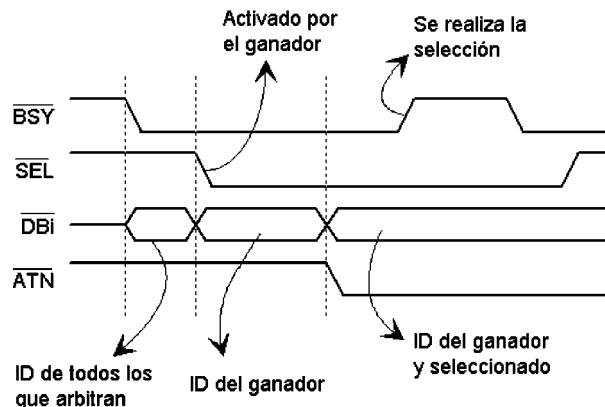 Activado por
el ganador
Se realiza la
selección
BSY
SEL
DBi
ATN
ID de todos los
que arbitran
ID del ganador
ID del ganador
y seleccionado